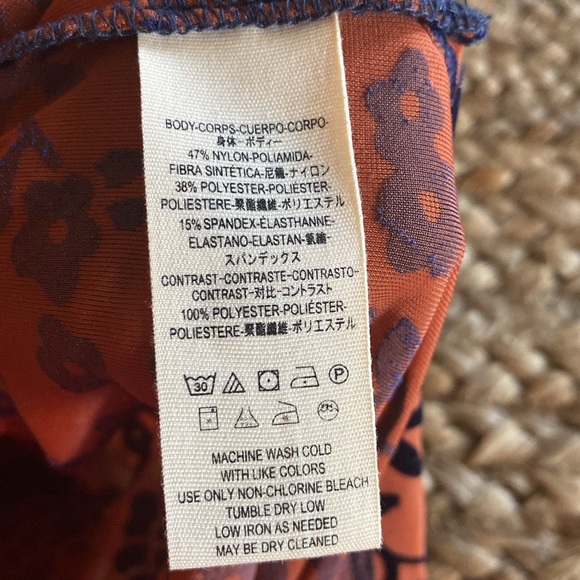 BODY-CORPS-CUERPO-CORPO-
身体-ボディー
47% NYLON-POLIAMIDA-
FIBRA SINTÉTICA-尼龍-ナイロン
38% POLYESTER-POLIÉSTER-
POLIESTERE-聚酯纖維-ポリエステル
15% SPANDEX-ÉLASTHANNE-
ELASTANO-ELASTAN-氨綸-
スパンデックス
CONTRAST-CONTRASTE-CONTRASTO-
CONTRAST-对比-コントラスト
100% POLYESTER-POLIÉSTER-
POLIESTERE-聚酯纖維-ポリエステル
30 P
MACHINE WASH COLD
WITH LIKE COLORS
USE ONLY NON-CHLORINE BLEACH
TUMBLE DRY LOW
LOW IRON AS NEEDED
MAY BE DRY CLEANED